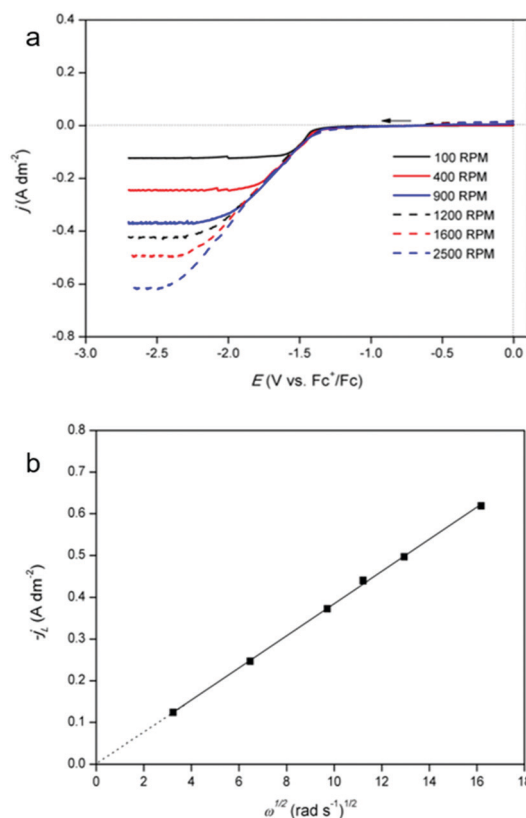 a
0.4
0.2
0.0
-0.2
-0.4
-0.6
-0.8
j (A dm⁻²)
100 RPM
400 RPM
900 RPM
1200 RPM
1600 RPM
2500 RPM
-3.0 -2.5 -2.0 -1.5 -1.0 -0.5 0.0
E (V vs. Fc⁺/Fc)
b
0.8
0.7
0.6
0.5
0.4
0.3
0.2
0.1
0.0
-j_L (A dm⁻²)
0 2 4 6 8 10 12 14 16 18
ω^1/2 (rad s⁻¹)^1/2